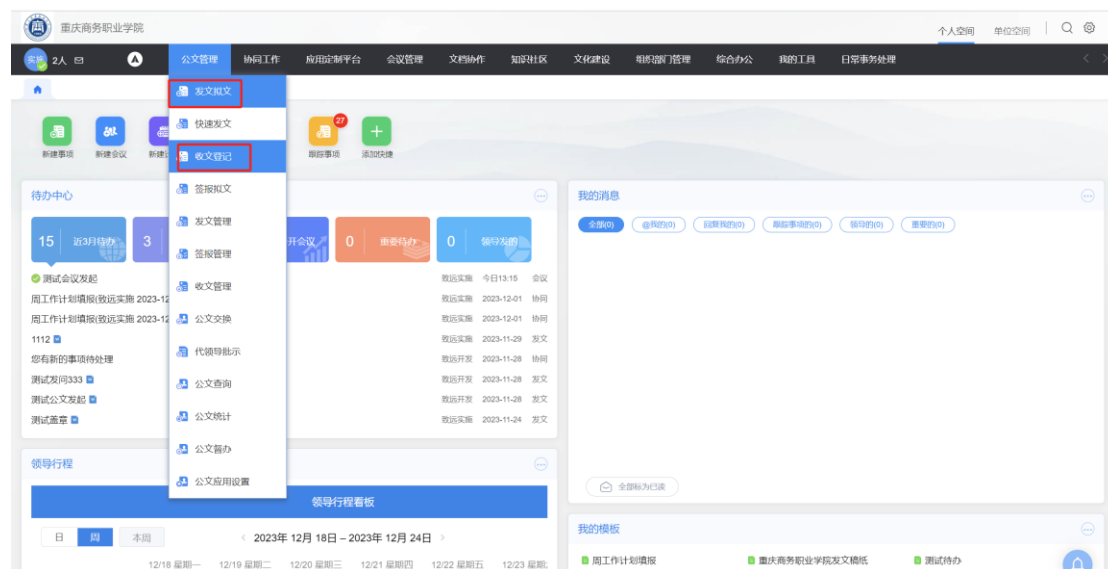 重庆商务职业学院
个人空间 单位空间
2人 公文管理 协同工作 应用定制平台 会议管理 文档协作 知识社区 文化建设 组织部门管理 综合办公 我的工具 日常事务处理
发文拟文
快速发文
收文登记
签报拟文
发文管理
签报管理
收文管理
公文交换
代领导批示
公文查询
公文统计
公文督办
公文应用设置
27
新建事项 新建会议 新建 跟踪事项 添加快捷
待办中心
15 近3月待办 3 开会议 0 重要待办 0 领导发的
测试会议发起 致远实施 今日13:15 会议
周工作计划填报(致远实施 2023-12 致远实施 2023-12-01 协同
周工作计划填报(致远实施 2023-12 致远实施 2023-12-01 协同
1112 致远实施 2023-11-29 发文
您有新的事项待处理 致远开发 2023-11-28 协同
测试发问333 致远开发 2023-11-28 发文
测试公文发起 致远开发 2023-11-28 发文
测试盖章 致远实施 2023-11-24 发文
我的消息
全部(0) @我的(0) 回复我的(0) 跟踪事项的(0) 领导的(0) 重要的(0)
全部标为已读
领导行程
领导行程看板
日 周 本周 2023年 12月 18日 – 2023年 12月 24日
12/18 星期一 12/19 星期二 12/20 星期三 12/21 星期四 12/22 星期五 12/23 星期
我的模板
周工作计划填报 重庆商务职业学院发文稿纸 测试待办